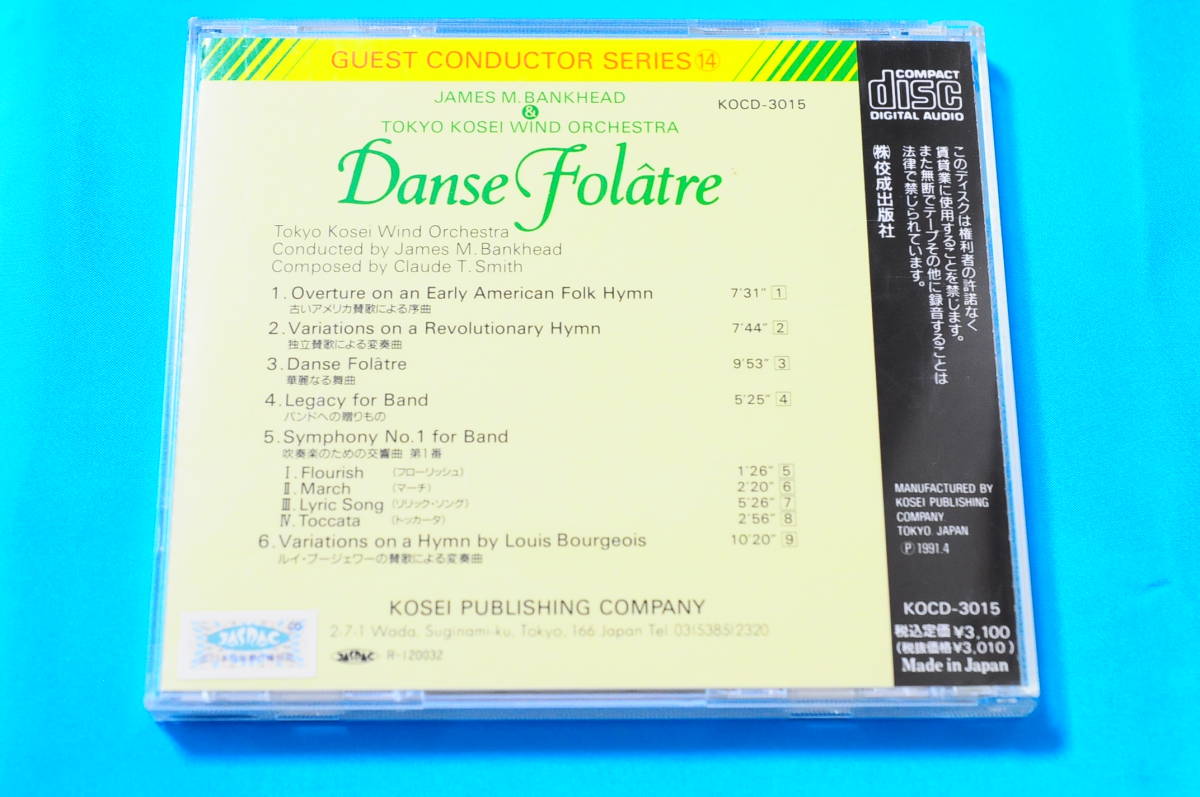 GUEST CONDUCTOR SERIES⑭
JAMES M. BANKHEAD
&
TOKYO KOSEI WIND ORCHESTRA
KOCD-3015
Danse Folâtre
Tokyo Kosei Wind Orchestra
Conducted by James M. Bankhead
Composed by Claude T. Smith
1. Overture on an Early American Folk Hymn 7'31" 1
古いアメリカ賛歌による序曲
2. Variations on a Revolutionary Hymn 7'44" 2
独立賛歌による変奏曲
3. Danse Folâtre 9'53" 3
華麗なる舞曲
4. Legacy for Band 5'25" 4
バンドへの贈りもの
5. Symphony No.1 for Band
吹奏楽のための交響曲 第1番
Ⅰ. Flourish (フローリッシュ) 1'26" 5
Ⅱ. March (マーチ) 2'20" 6
Ⅲ. Lyric Song (リリック・ソング) 5'26" 7
Ⅳ. Toccata (トッカータ) 2'56" 8
6. Variations on a Hymn by Louis Bourgeois 10'20" 9
ルイ・ブージェワーの賛歌による変奏曲
KOSEI PUBLISHING COMPANY
2-7-1 Wada, Suginami-ku, Tokyo, 166 Japan Tel. 03(5385)2320
JASRAC R-120032
JASRAC
COMPACT
disc
DIGITAL AUDIO
このディスクは権利者の許諾なく
賃貸業に使用することを禁じます。
また無断でテープその他に録音することは
法律で禁じられています。
㈱佼成出版社
MANUFACTURED BY
KOSEI PUBLISHING
COMPANY.
TOKYO. JAPAN
Ⓟ 1991.4
KOCD-3015
税込定価¥3,100
(税抜価格¥3,010)
Made in Japan